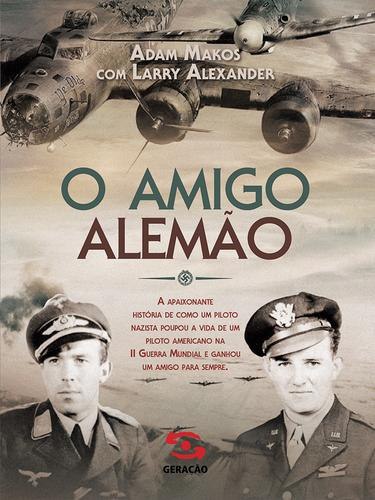 ADAM MAKOS
COM LARRY ALEXANDER
O AMIGO
ALEMÃO
A APAIXONANTE
HISTÓRIA DE COMO UM PILOTO
NAZISTA POUPOU A VIDA DE UM
PILOTO AMERICANO NA
II GUERRA MUNDIAL E GANHOU
UM AMIGO PARA SEMPRE.
GERAÇÃO